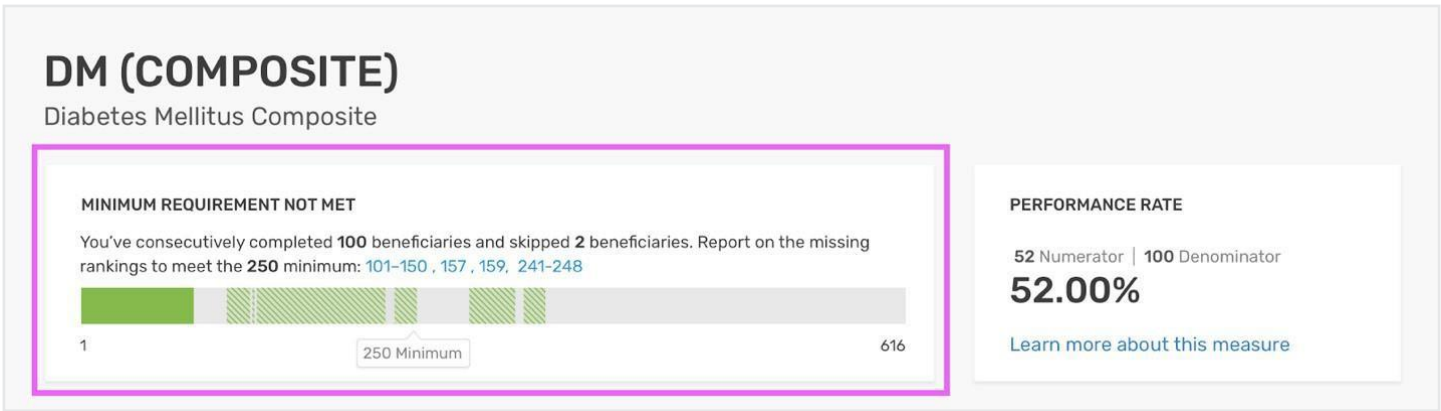 DM (COMPOSITE)
Diabetes Mellitus Composite
MINIMUM REQUIREMENT NOT MET
You've consecutively completed 100 beneficiaries and skipped 2 beneficiaries. Report on the missing
rankings to meet the 250 minimum: 101–150 , 157 , 159, 241-248
1
250 Minimum
616
PERFORMANCE RATE
52 Numerator | 100 Denominator
52.00%
Learn more about this measure